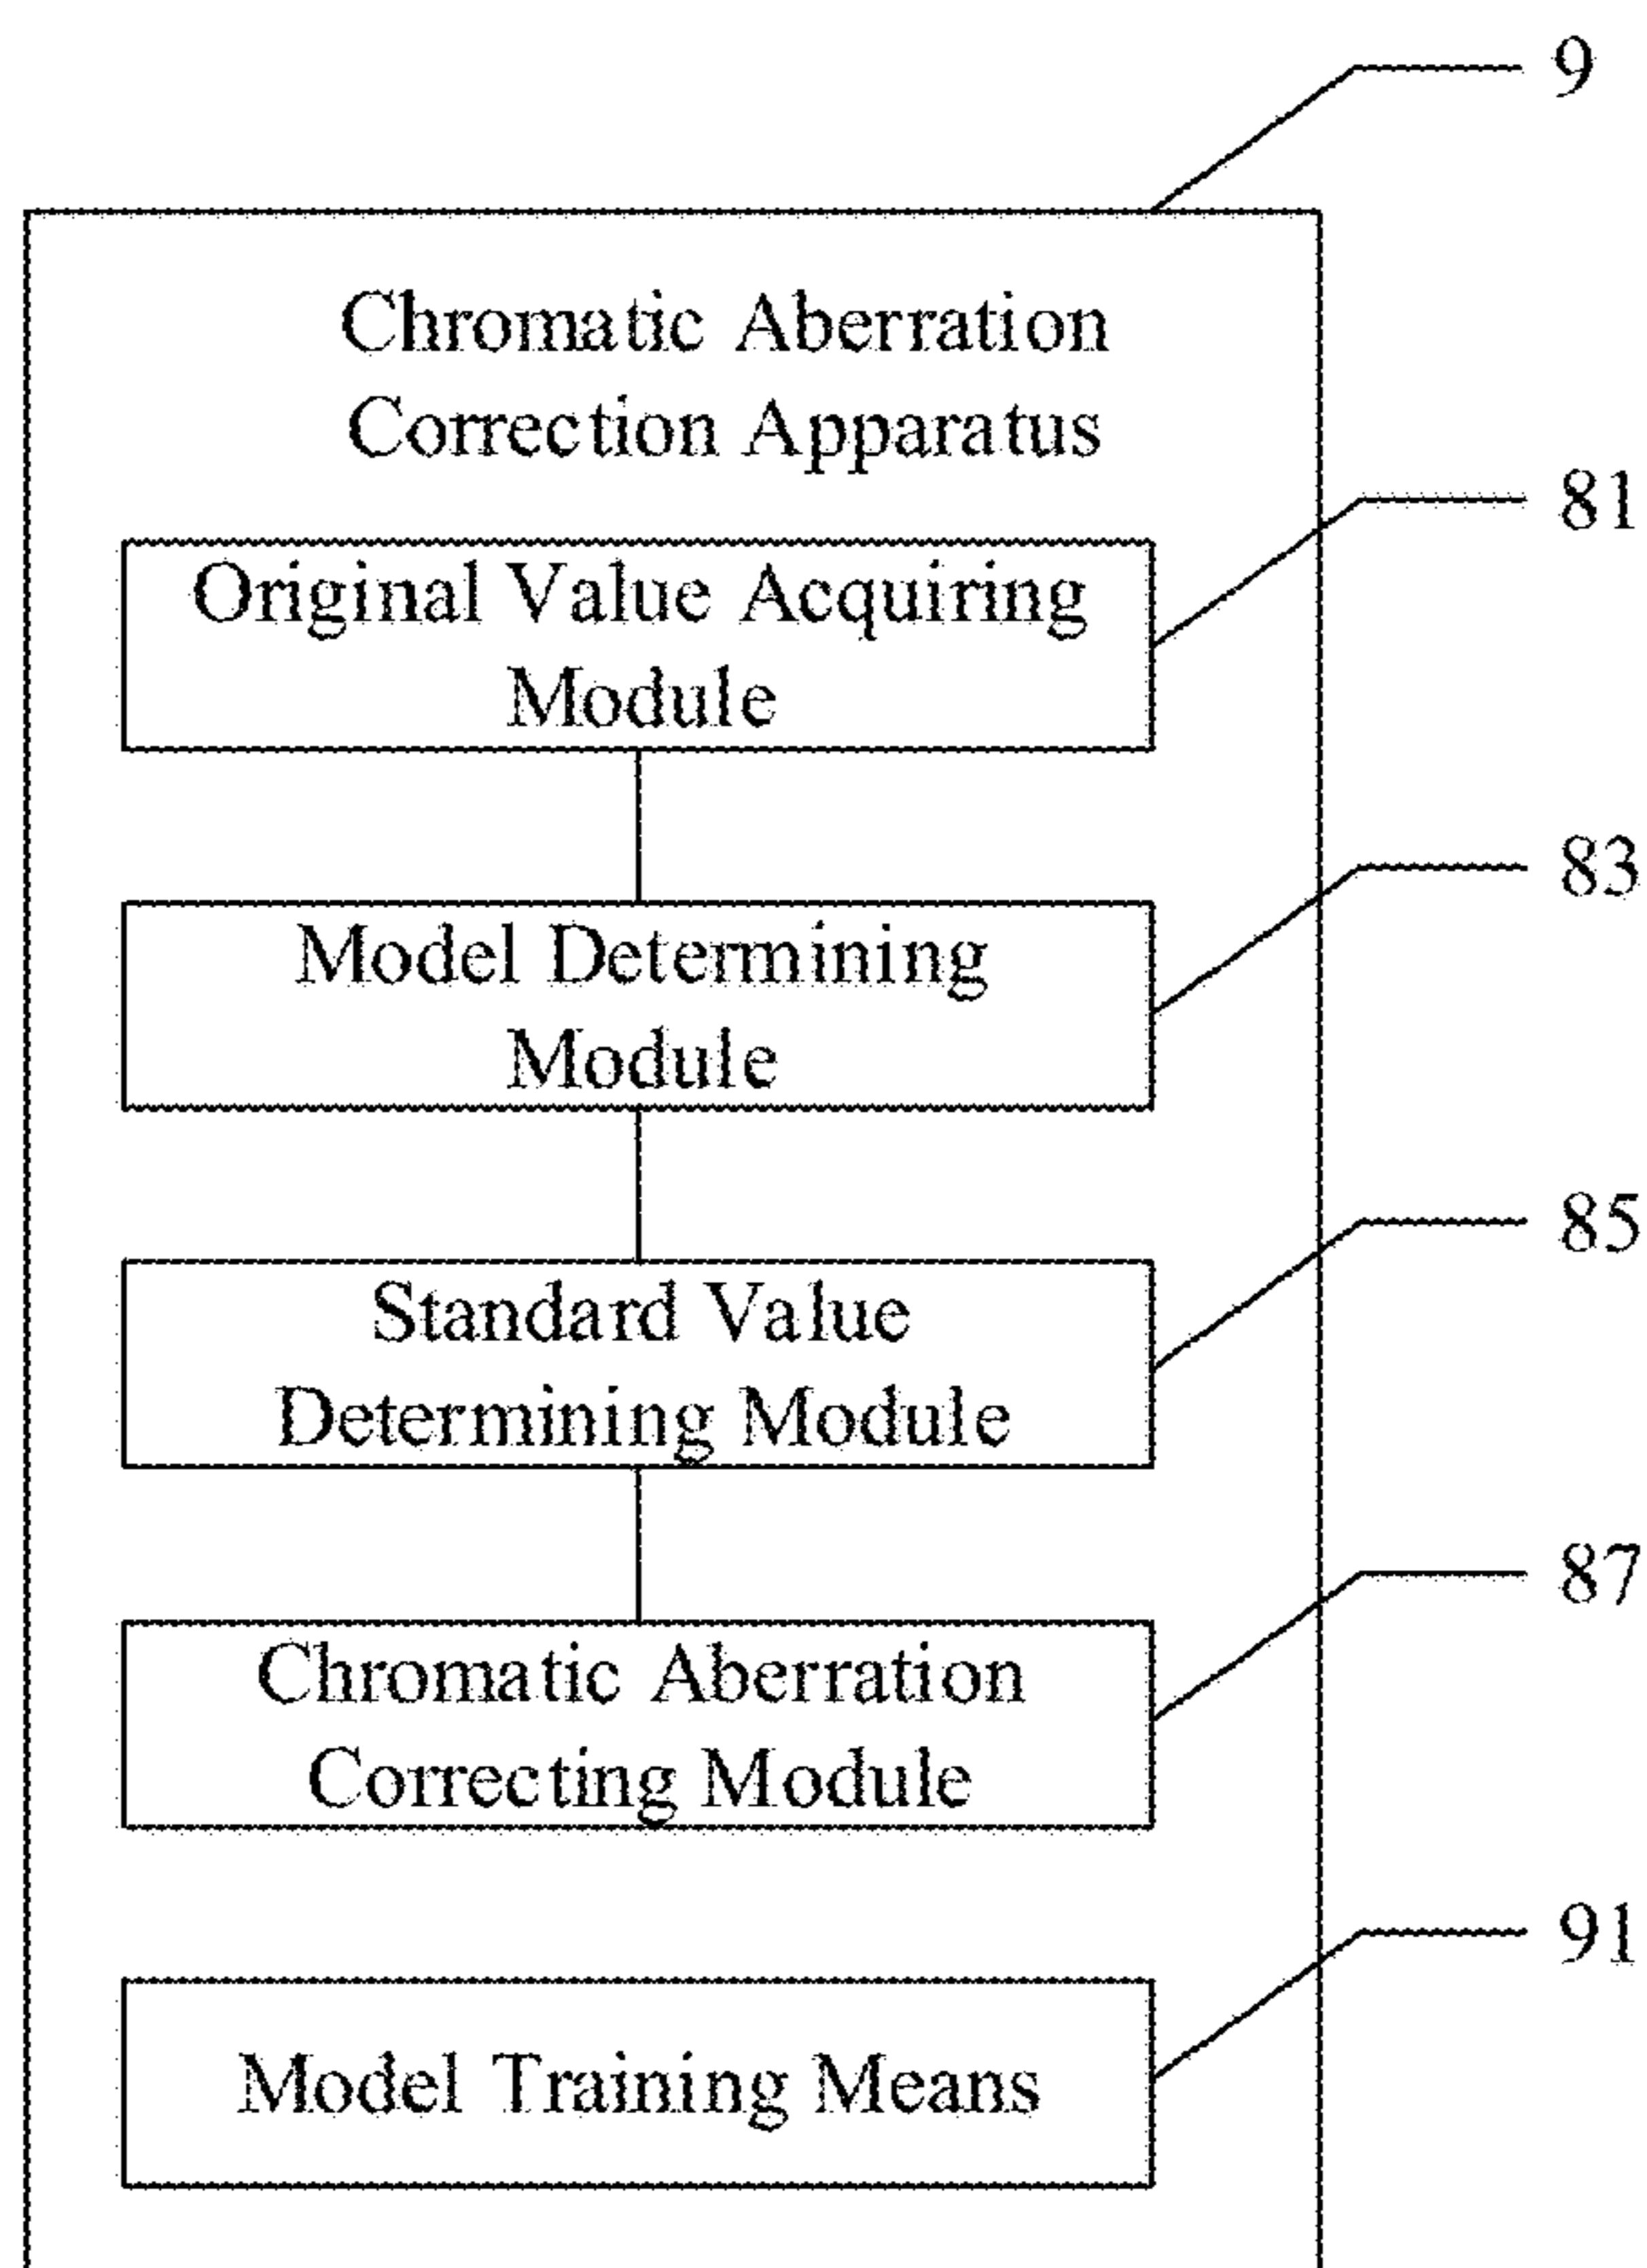 9
Chromatic Aberration
Correction Apparatus
81
Original Value Acquiring
Module
83
Model Determining
Module
85
Standard Value
Determining Module
87
Chromatic Aberration
Correcting Module
91
Model Training Means